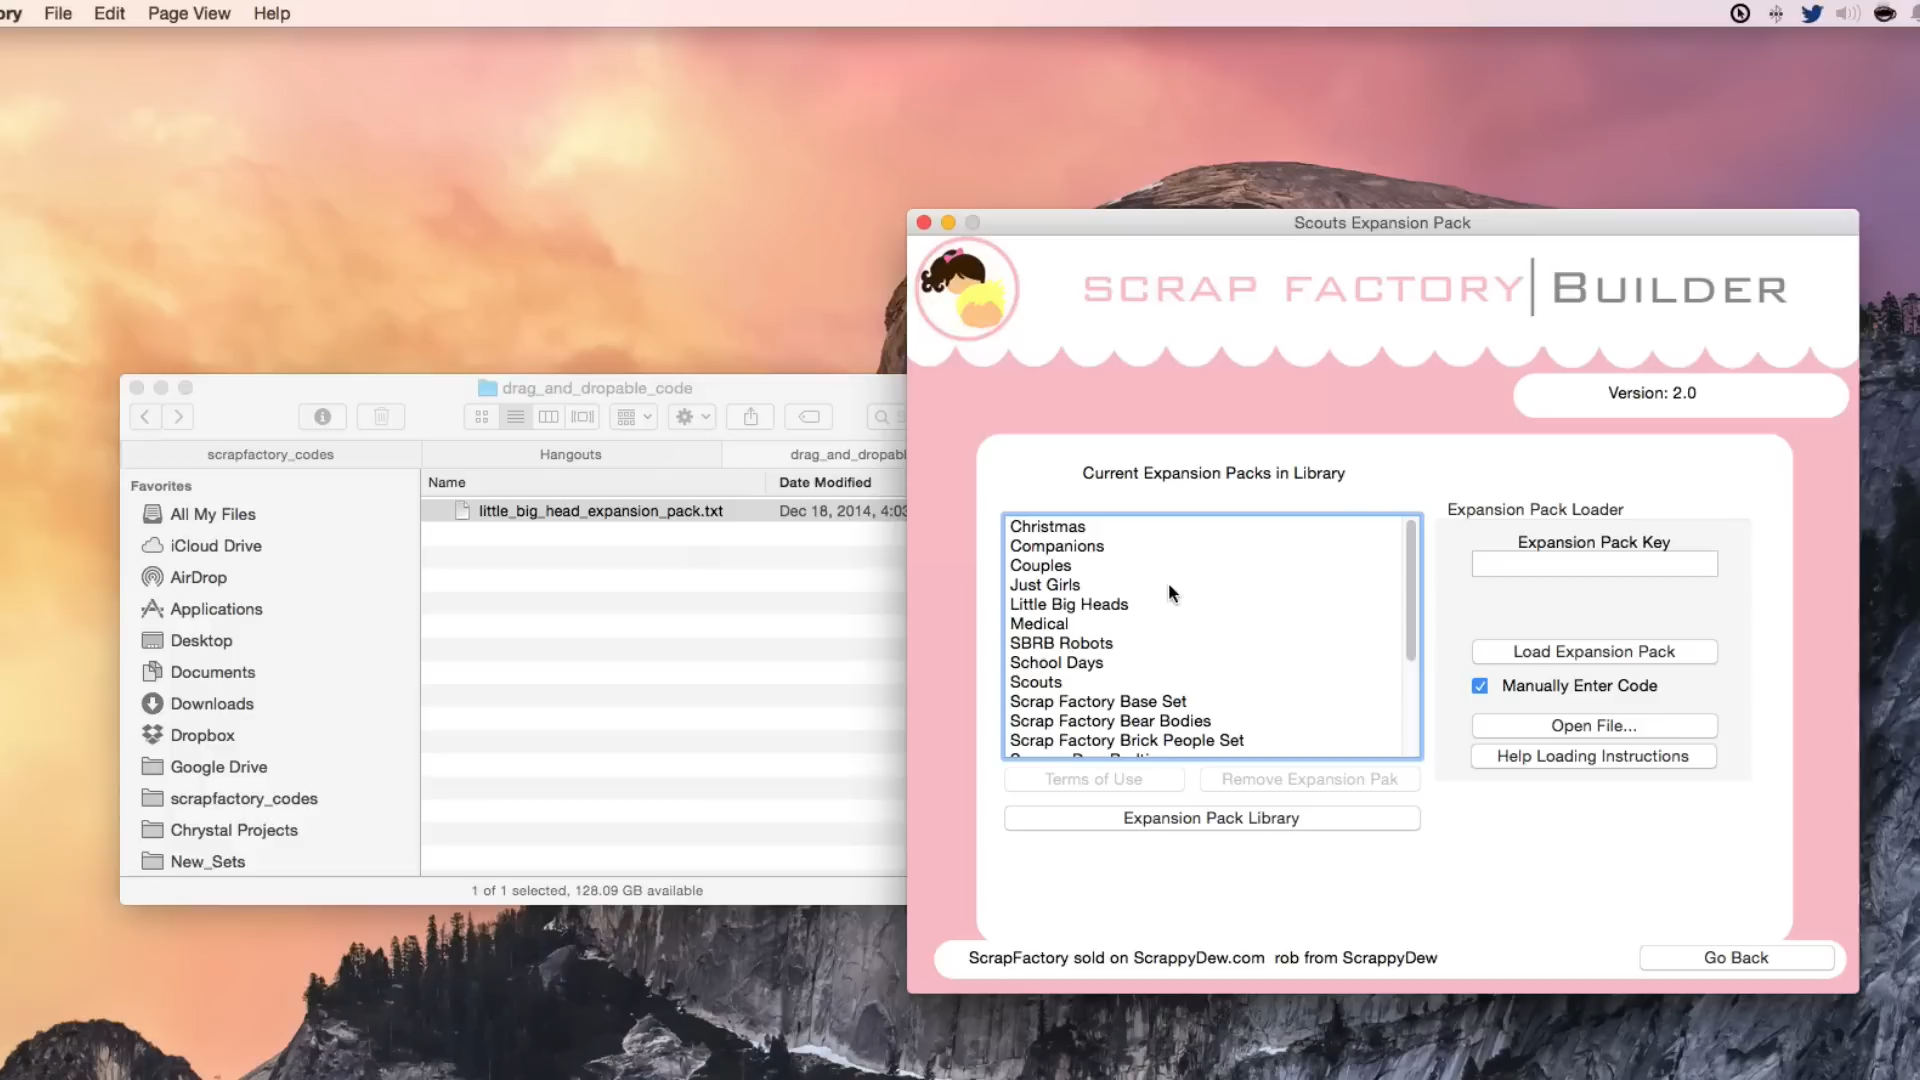 ory File Edit Page View Help
Scouts Expansion Pack
SCRAP FACTORY | BUILDER
Version: 2.0
Current Expansion Packs in Library
Christmas
Companions
Couples
Just Girls
Little Big Heads
Medical
SBRB Robots
School Days
Scouts
Scrap Factory Base Set
Scrap Factory Bear Bodies
Scrap Factory Brick People Set
Terms of Use
Remove Expansion Pak
Expansion Pack Library
Expansion Pack Loader
Expansion Pack Key
Load Expansion Pack
Manually Enter Code
Open File...
Help Loading Instructions
ScrapFactory sold on ScrappyDew.com rob from ScrappyDew
Go Back
drag_and_dropable_code
scrapfactory_codes
Hangouts
drag_and_dropabl
Favorites
All My Files
iCloud Drive
AirDrop
Applications
Desktop
Documents
Downloads
Dropbox
Google Drive
scrapfactory_codes
Chrystal Projects
New_Sets
Name
Date Modified
little_big_head_expansion_pack.txt
Dec 18, 2014, 4:03
1 of 1 selected, 128.09 GB available